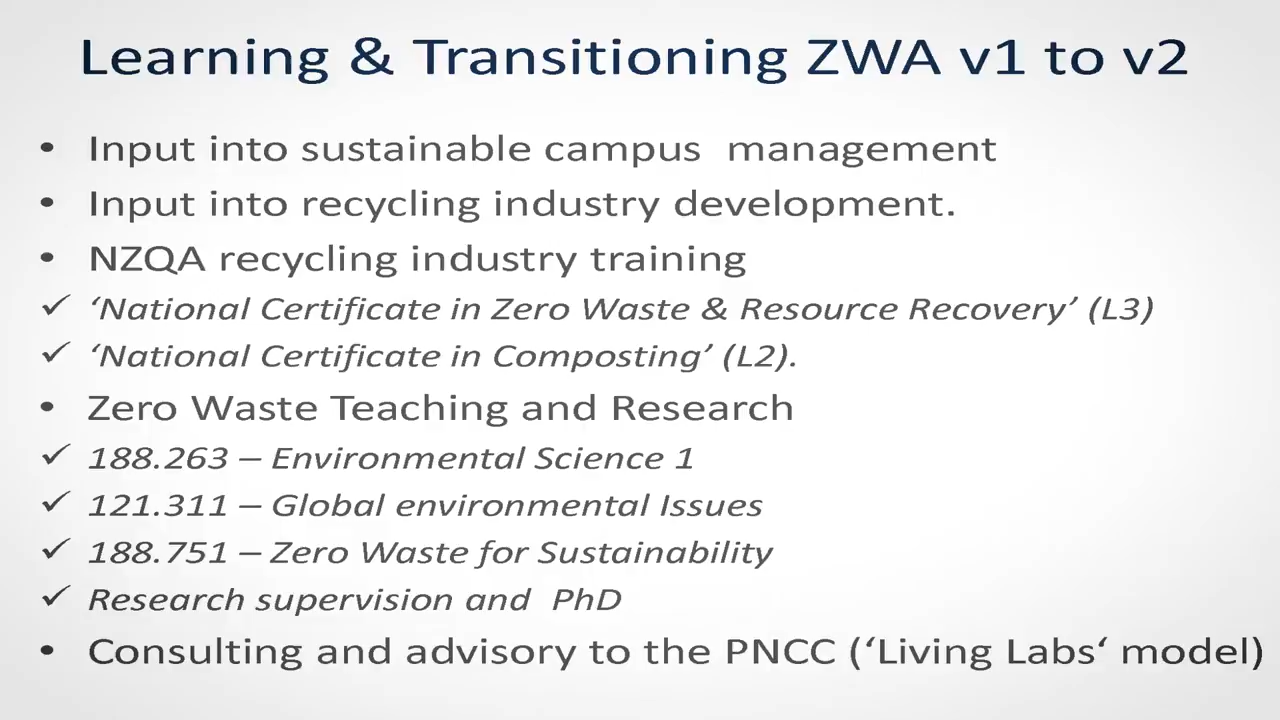 Learning & Transitioning ZWA v1 to v2
• Input into sustainable campus  management
• Input into recycling industry development.
• NZQA recycling industry training
✓ ‘National Certificate in Zero Waste & Resource Recovery’ (L3)
✓ ‘National Certificate in Composting’ (L2).
• Zero Waste Teaching and Research
✓ 188.263 – Environmental Science 1
✓ 121.311 – Global environmental Issues
✓ 188.751 – Zero Waste for Sustainability
✓ Research supervision and  PhD
• Consulting and advisory to the PNCC (‘Living Labs‘ model)